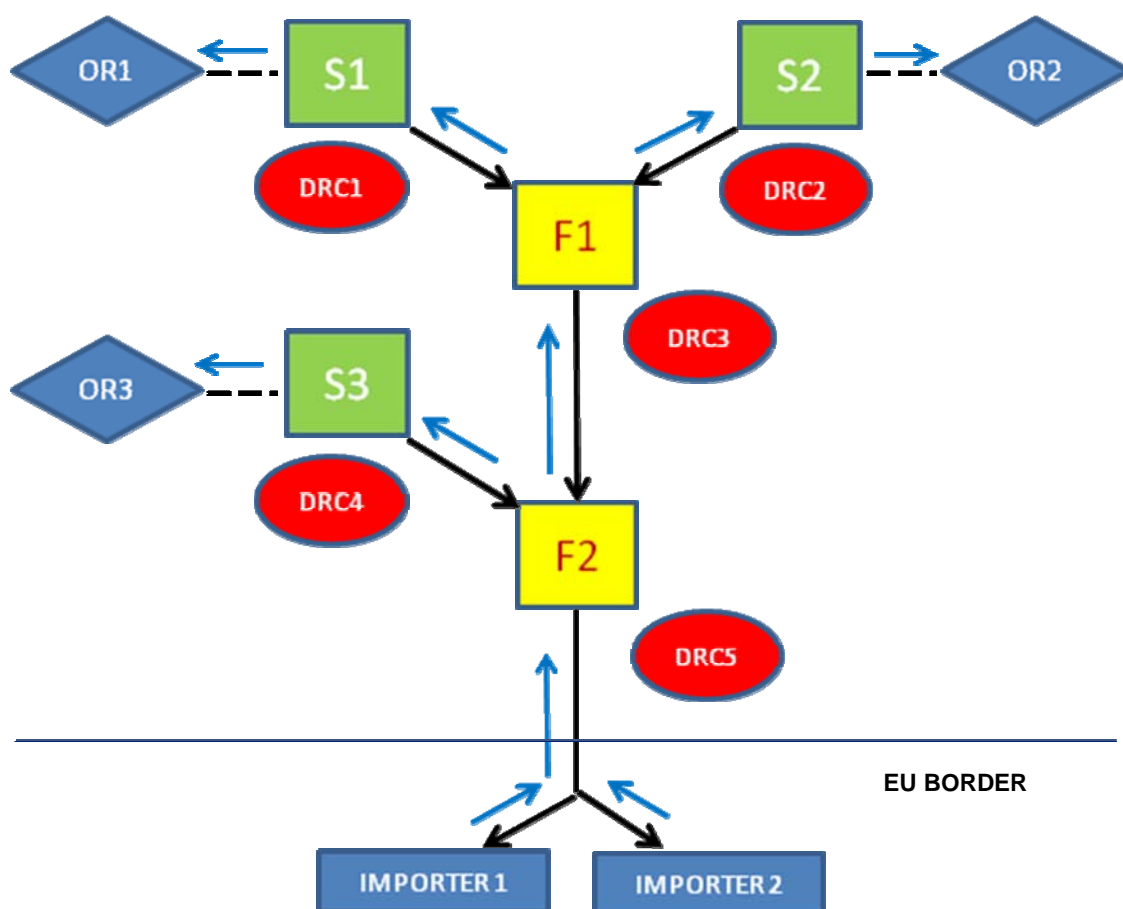 OR1
S1
S2
OR2
DRC1
DRC2
F1
DRC3
OR3
S3
DRC4
F2
DRC5
EU BORDER
IMPORTER 1
IMPORTER 2